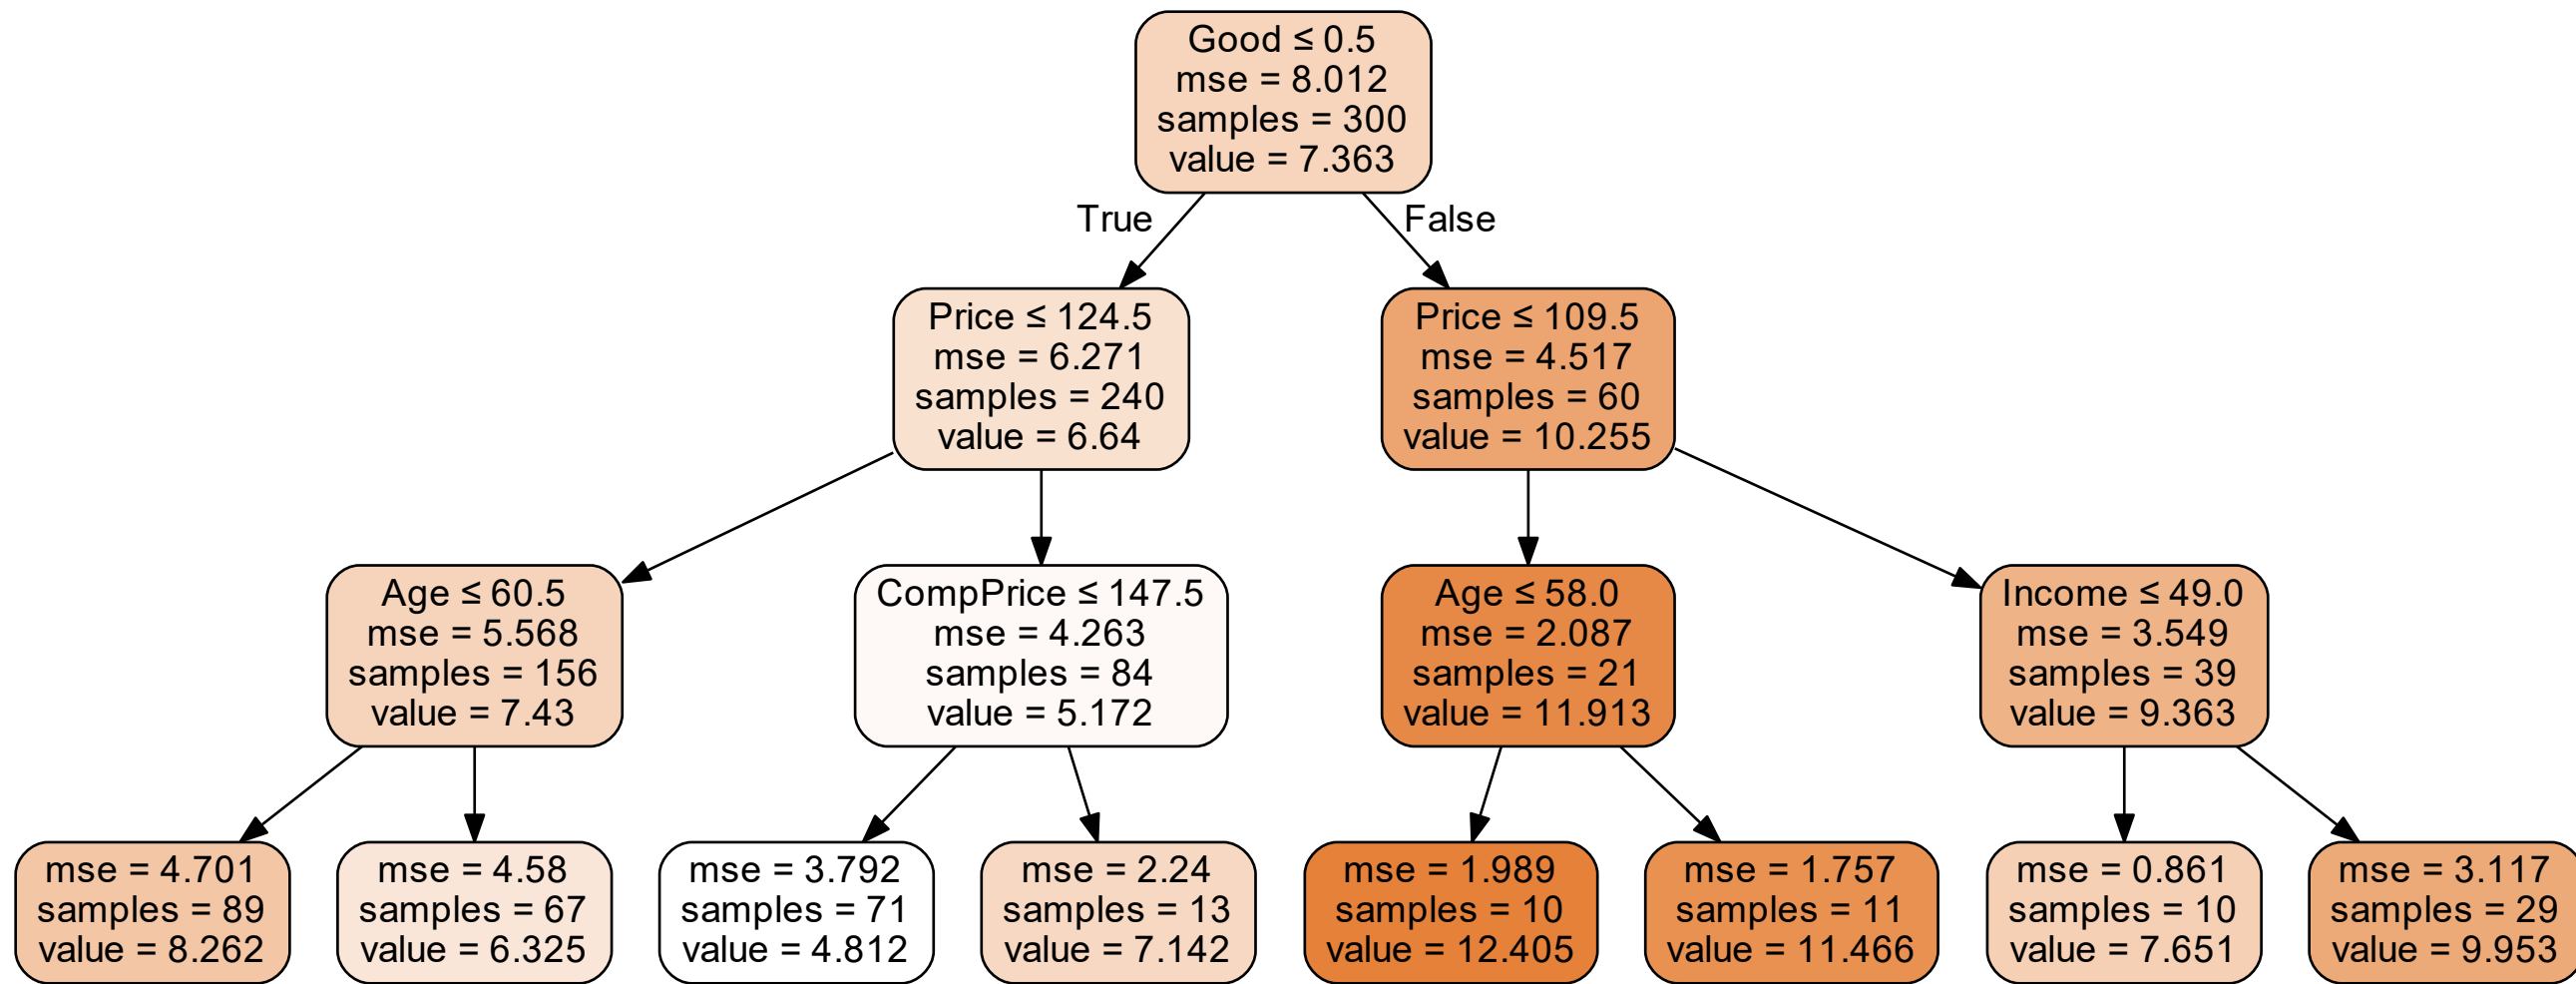 Good ≤ 0.5
mse = 8.012
samples = 300
value = 7.363
True
False
Price ≤ 124.5
mse = 6.271
samples = 240
value = 6.64
Price ≤ 109.5
mse = 4.517
samples = 60
value = 10.255
Age ≤ 60.5
mse = 5.568
samples = 156
value = 7.43
CompPrice ≤ 147.5
mse = 4.263
samples = 84
value = 5.172
Age ≤ 58.0
mse = 2.087
samples = 21
value = 11.913
Income ≤ 49.0
mse = 3.549
samples = 39
value = 9.363
mse = 4.701
samples = 89
value = 8.262
mse = 4.58
samples = 67
value = 6.325
mse = 3.792
samples = 71
value = 4.812
mse = 2.24
samples = 13
value = 7.142
mse = 1.989
samples = 10
value = 12.405
mse = 1.757
samples = 11
value = 11.466
mse = 0.861
samples = 10
value = 7.651
mse = 3.117
samples = 29
value = 9.953